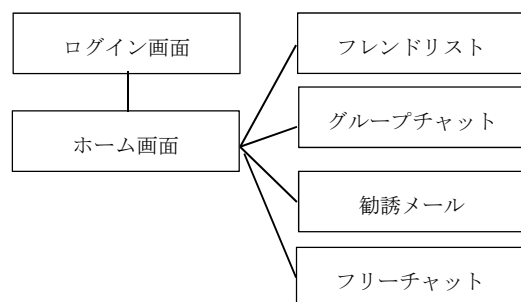 ログイン画面
ホーム画面
フレンドリスト
グループチャット
勧誘メール
フリーチャット